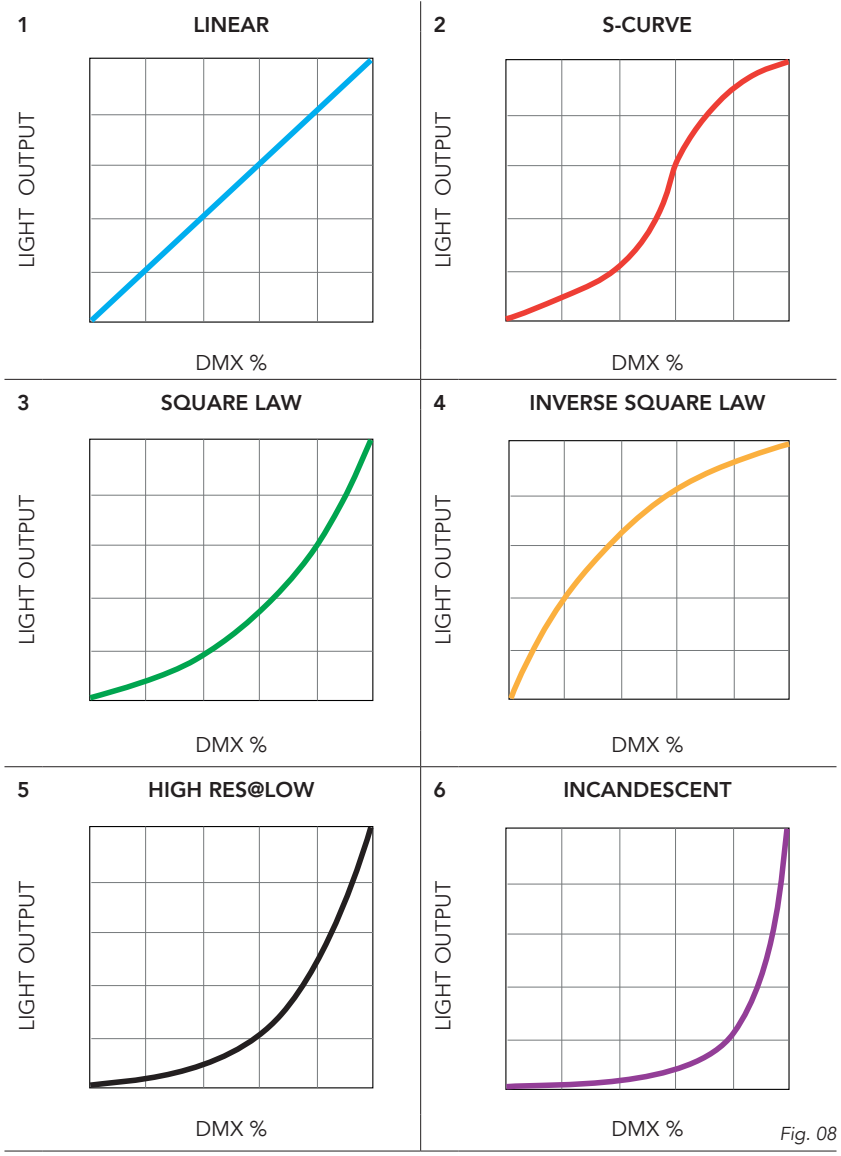 1
LINEAR
LIGHT OUTPUT
DMX %
2
S-CURVE
LIGHT OUTPUT
DMX %
3
SQUARE LAW
LIGHT OUTPUT
DMX %
4
INVERSE SQUARE LAW
LIGHT OUTPUT
DMX %
5
HIGH RES@LOW
LIGHT OUTPUT
DMX %
6
INCANDESCENT
LIGHT OUTPUT
DMX %
Fig. 08